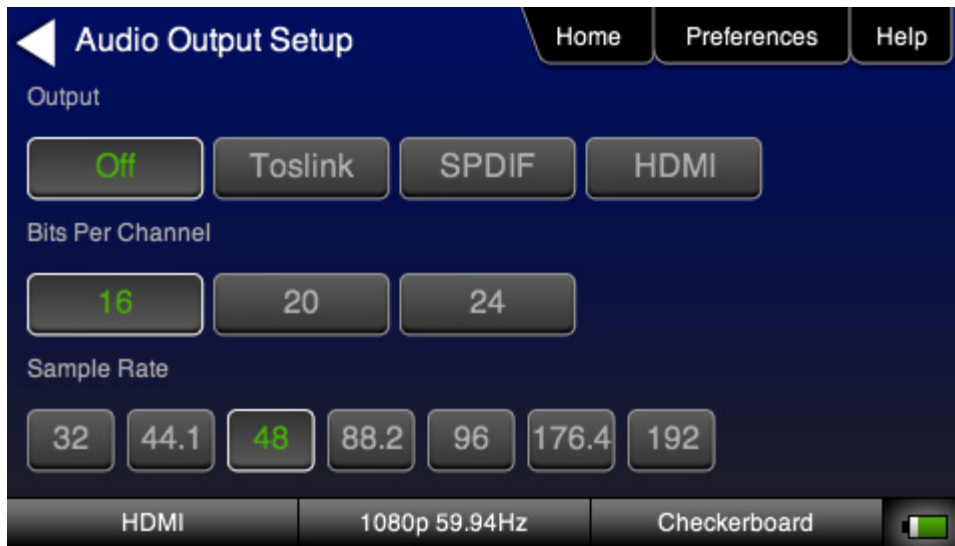 Audio Output Setup Home Preferences Help
Output
Off Toslink SPDIF HDMI
Bits Per Channel
16 20 24
Sample Rate
32 44.1 48 88.2 96 176.4 192
HDMI 1080p 59.94Hz Checkerboard